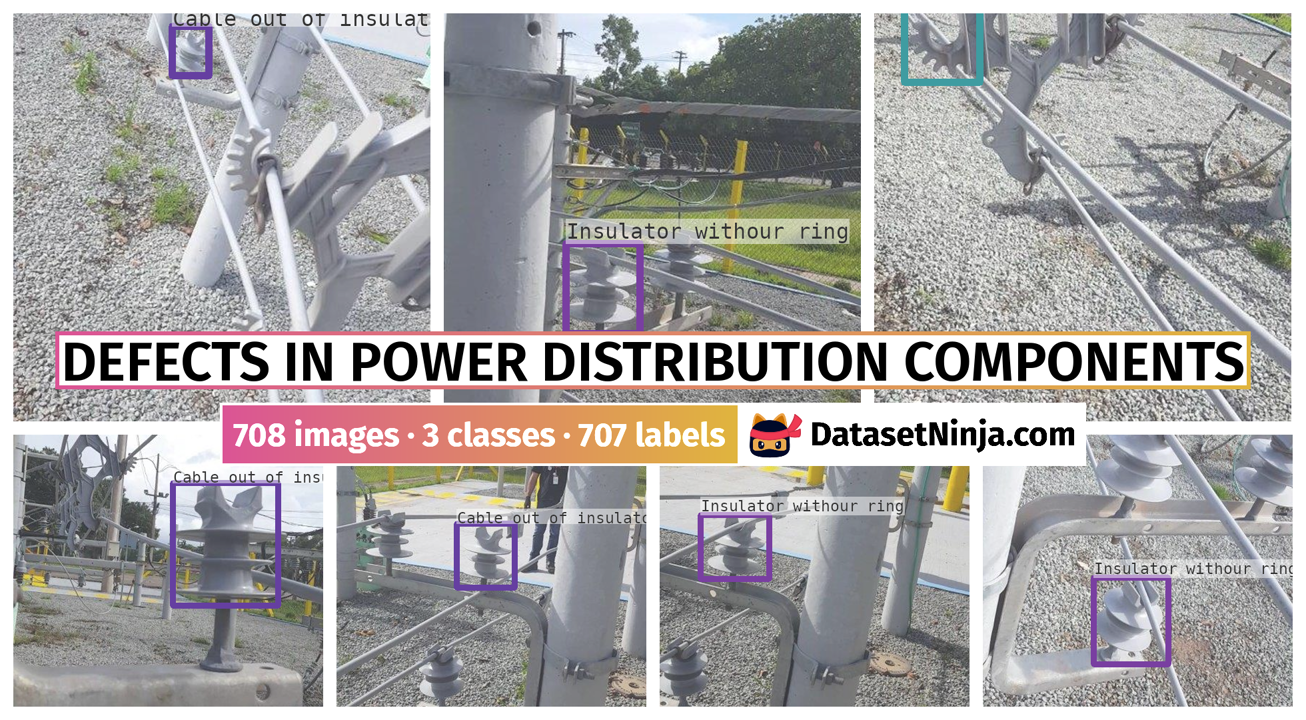 Cable out of insulat
Insulator withour ring
DEFECTS IN POWER DISTRIBUTION COMPONENTS
708 images · 3 classes · 707 labels
DatasetNinja.com
Cable out of ins
Cable out of insulato
Insulator withour ring
Insulator withour ring